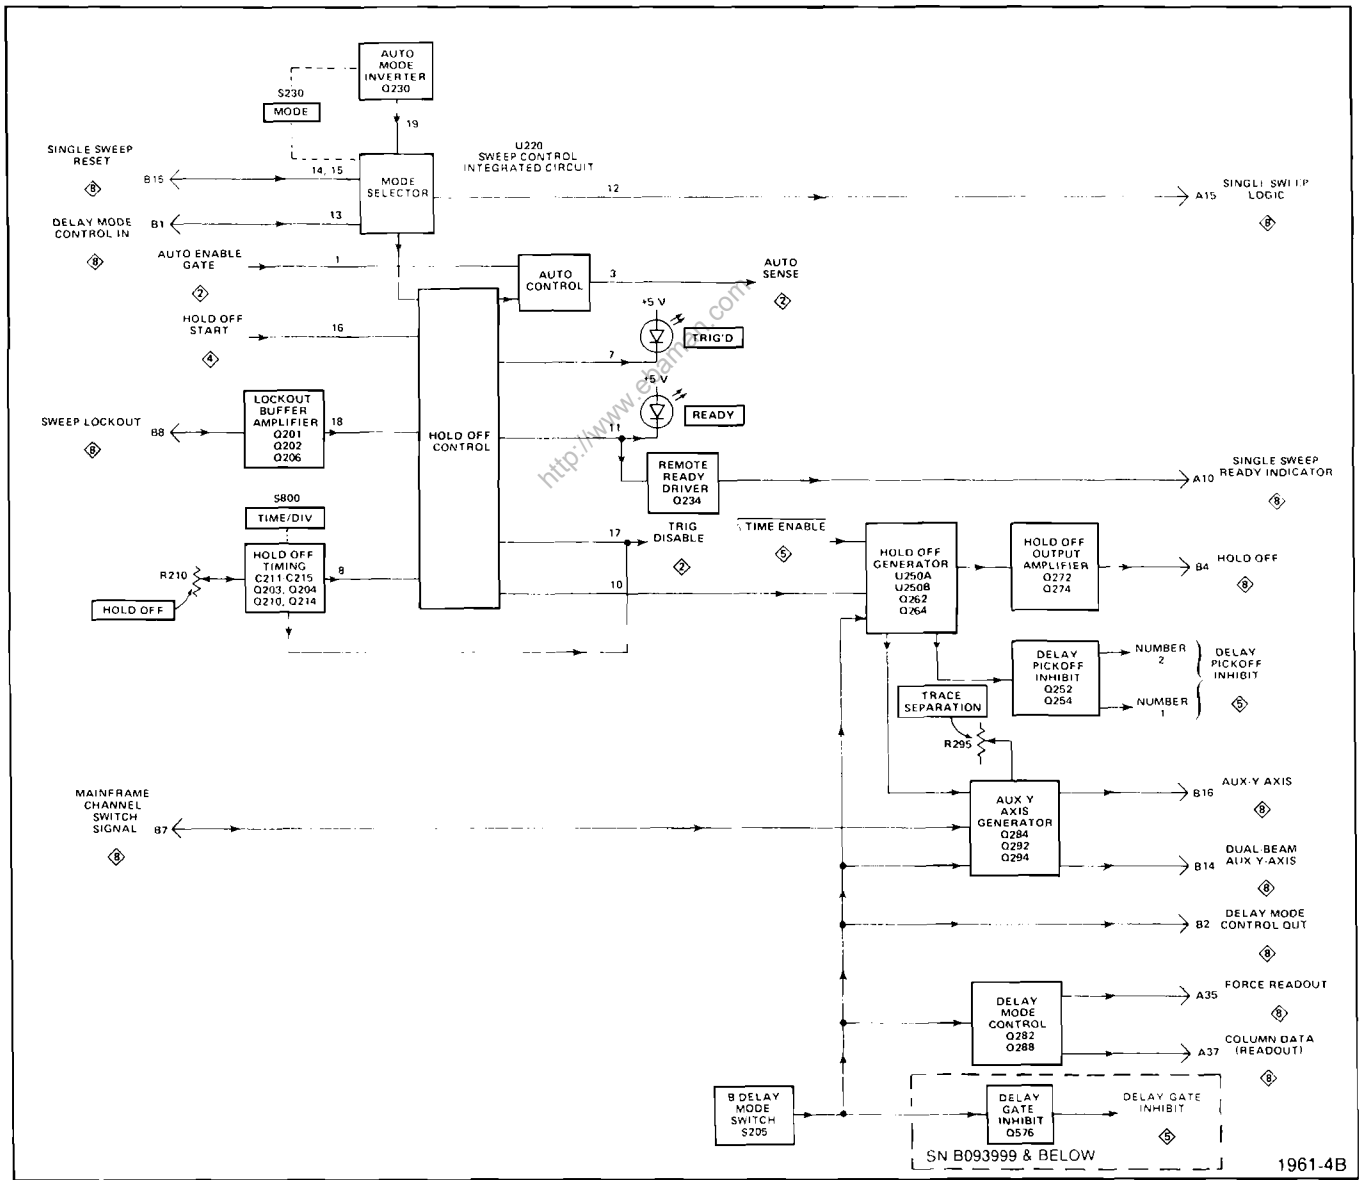 AUTO
MODE
INVERTER
Q230
S230
MODE
19
U220
SWEEP CONTROL
INTEGRATED CIRCUIT
SINGLE SWEEP
RESET
8
B15
14, 15
MODE
SELECTOR
12
A15
SINGLE SWEEP
LOGIC
8
DELAY MODE
CONTROL IN
8
B1
13
AUTO ENABLE
GATE
2
1
AUTO
CONTROL
3
AUTO
SENSE
2
HOLD OFF
START
4
16
+5 V
TRIG'D
7
SWEEP LOCKOUT
8
B8
LOCKOUT
BUFFER
AMPLIFIER
Q201
Q202
Q206
18
HOLD OFF
CONTROL
+5 V
READY
11
REMOTE
READY
DRIVER
Q234
A10
SINGLE SWEEP
READY INDICATOR
8
S800
TIME/DIV
R210
HOLD OFF
HOLD OFF
TIMING
C211-C215
Q203, Q204
Q210, Q214
8
17
TRIG
DISABLE
2
10
TIME ENABLE
5
HOLD OFF
GENERATOR
U250A
U250B
Q262
Q264
HOLD OFF
OUTPUT
AMPLIFIER
Q272
Q274
B4
HOLD OFF
8
DELAY
PICKOFF
INHIBIT
Q252
Q254
NUMBER
2
NUMBER
1
DELAY
PICKOFF
INHIBIT
5
TRACE
SEPARATION
R295
MAINFRAME
CHANNEL
SWITCH
SIGNAL
8
B7
AUX Y
AXIS
GENERATOR
Q284
Q292
Q294
B16
AUX-Y AXIS
8
B14
DUAL-BEAM
AUX Y-AXIS
8
B2
DELAY MODE
CONTROL OUT
8
DELAY
MODE
CONTROL
Q282
Q288
A35
FORCE READOUT
8
A37
COLUMN DATA
(READOUT)
8
B DELAY
MODE
SWITCH
S205
DELAY
GATE
INHIBIT
Q576
DELAY GATE
INHIBIT
5
SN B093999 & BELOW
1961-4B
http://www.ebaman.com